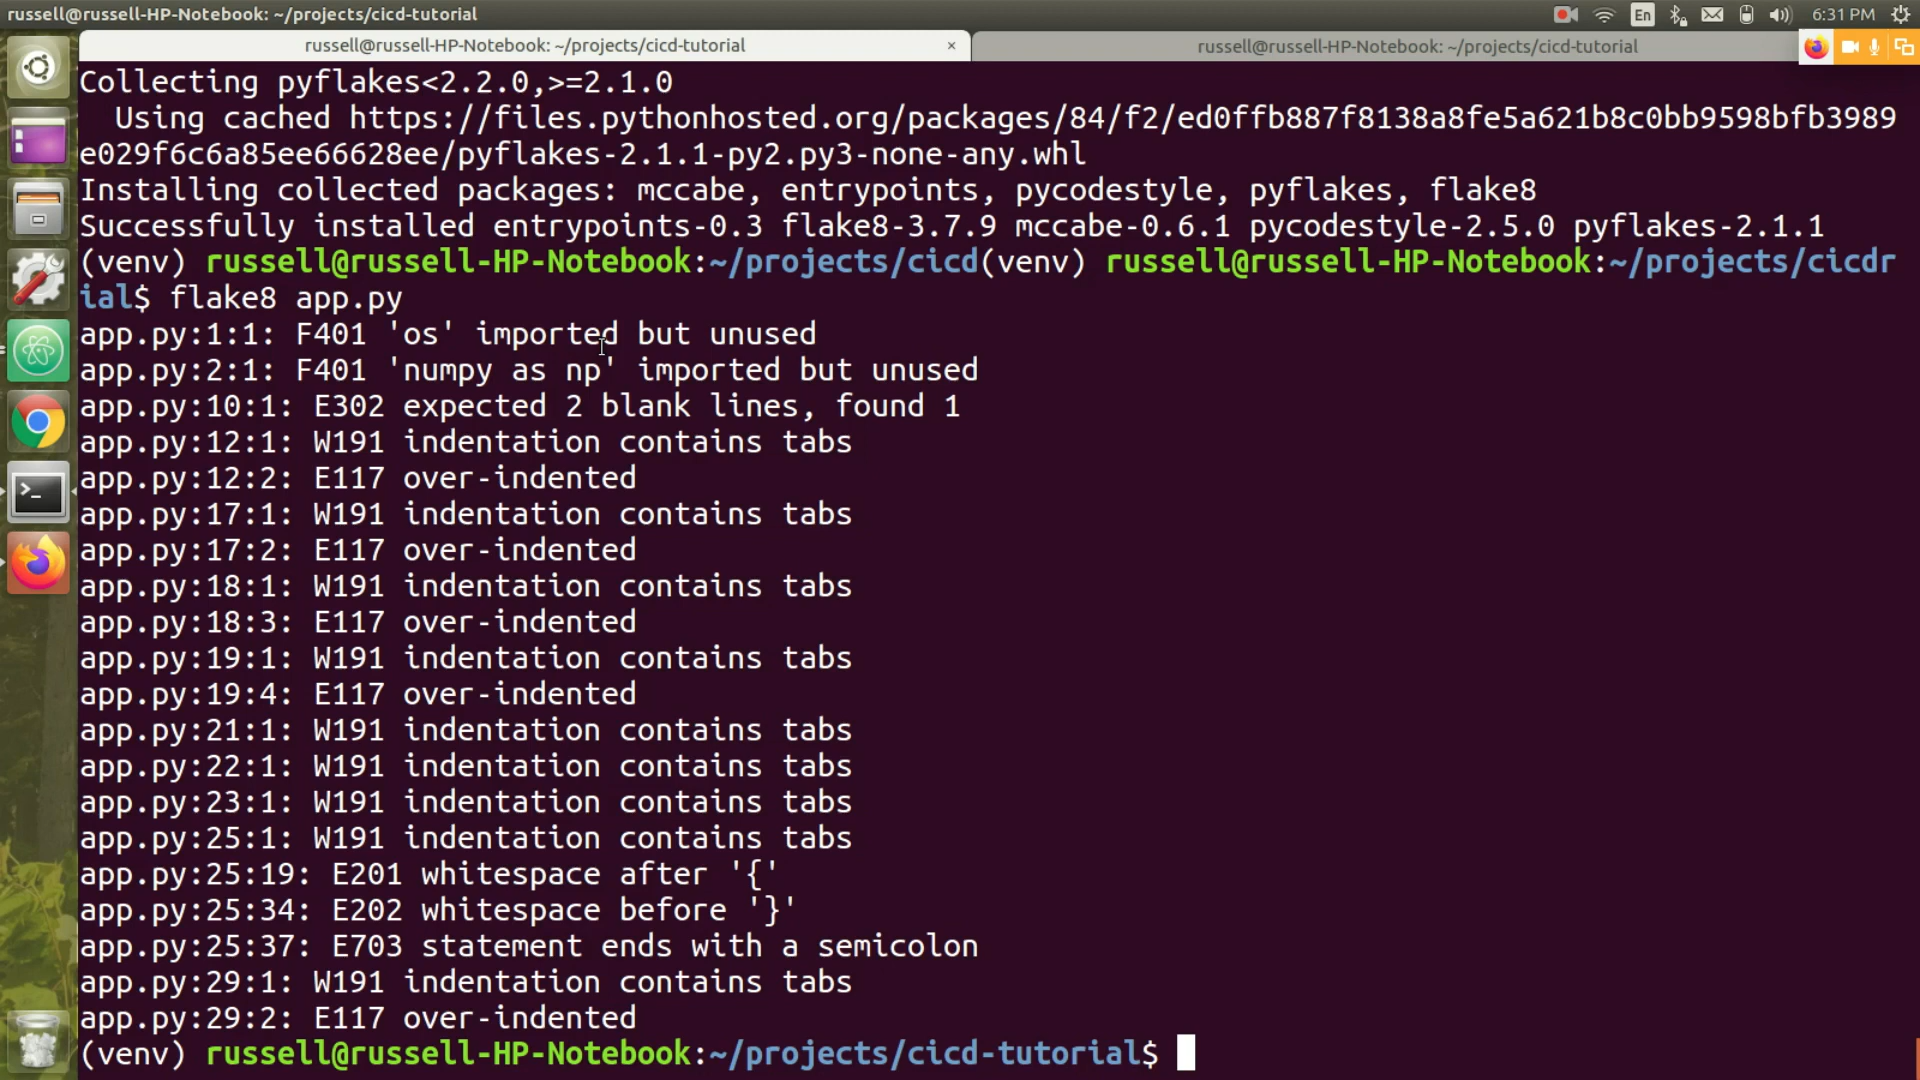 russell@russell-HP-Notebook: ~/projects/cicd-tutorial
En
6:31 PM
russell@russell-HP-Notebook: ~/projects/cicd-tutorial ×
russell@russell-HP-Notebook: ~/projects/cicd-tutorial
Collecting pyflakes<2.2.0,>=2.1.0
Using cached https://files.pythonhosted.org/packages/84/f2/ed0ffb887f8138a8fe5a621b8c0bb9598bfb3989
e029f6c6a85ee66628ee/pyflakes-2.1.1-py2.py3-none-any.whl
Installing collected packages: mccabe, entrypoints, pycodestyle, pyflakes, flake8
Successfully installed entrypoints-0.3 flake8-3.7.9 mccabe-0.6.1 pycodestyle-2.5.0 pyflakes-2.1.1
(venv) russell@russell-HP-Notebook:~/projects/cicd(venv) russell@russell-HP-Notebook:~/projects/cicdr
ial$ flake8 app.py
app.py:1:1: F401 'os' imported but unused
app.py:2:1: F401 'numpy as np' imported but unused
app.py:10:1: E302 expected 2 blank lines, found 1
app.py:12:1: W191 indentation contains tabs
app.py:12:2: E117 over-indented
app.py:17:1: W191 indentation contains tabs
app.py:17:2: E117 over-indented
app.py:18:1: W191 indentation contains tabs
app.py:18:3: E117 over-indented
app.py:19:1: W191 indentation contains tabs
app.py:19:4: E117 over-indented
app.py:21:1: W191 indentation contains tabs
app.py:22:1: W191 indentation contains tabs
app.py:23:1: W191 indentation contains tabs
app.py:25:1: W191 indentation contains tabs
app.py:25:19: E201 whitespace after '{'
app.py:25:34: E202 whitespace before '}'
app.py:25:37: E703 statement ends with a semicolon
app.py:29:1: W191 indentation contains tabs
app.py:29:2: E117 over-indented
(venv) russell@russell-HP-Notebook:~/projects/cicd-tutorial$